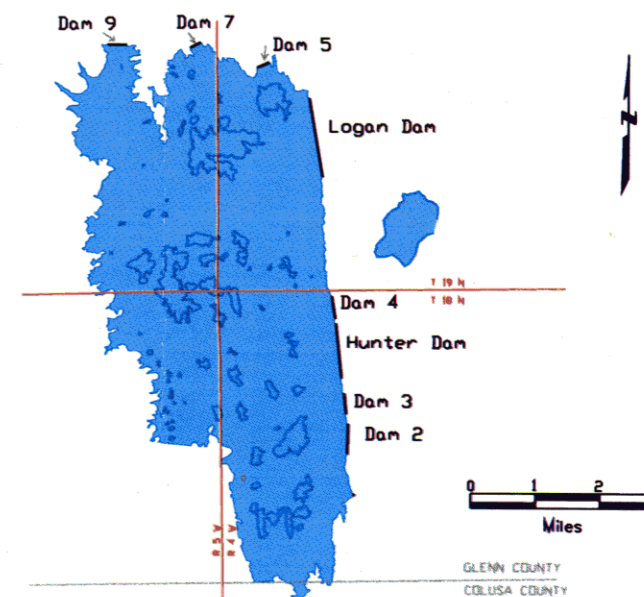 Dam 9
Dam 7
Dam 5
Logan Dam
N
T 19 N
T 18 N
Dam 4
Hunter Dam
Dam 3
Dam 2
0 1 2
Miles
R 5 W
R 4 W
GLENN COUNTY
COLUSA COUNTY